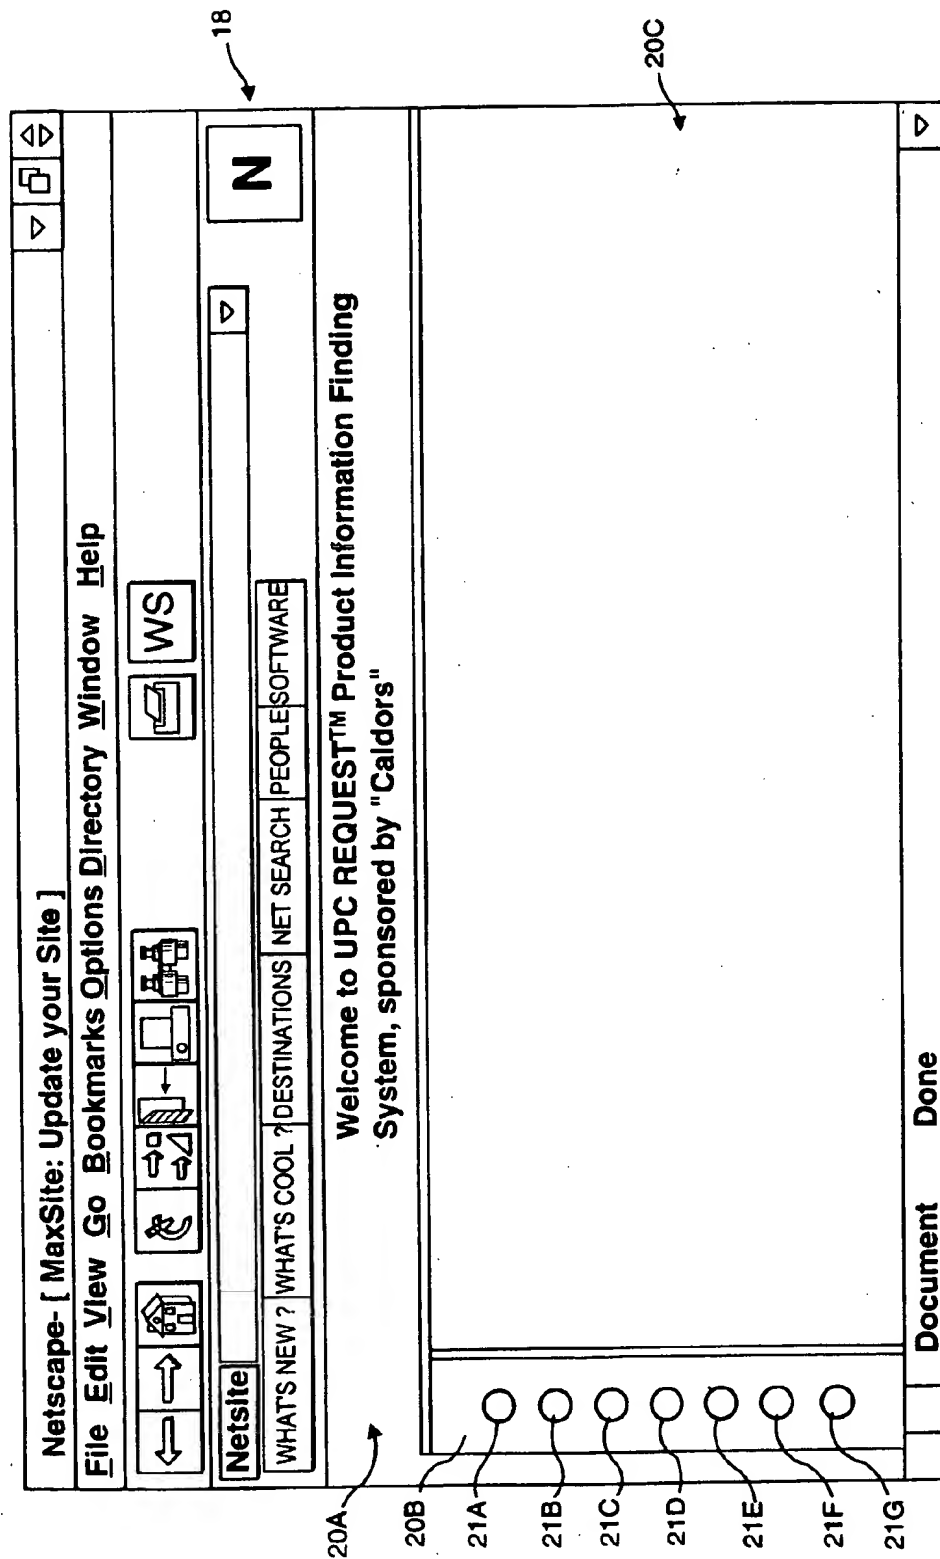 Netscape- [ MaxSite: Update your Site ]
File Edit View Go Bookmarks Options Directory Window Help
WS
Netsite
N
18
WHAT'S NEW ? WHAT'S COOL ? DESTINATIONS NET SEARCH PEOPLE SOFTWARE
Welcome to UPC REQUEST™ Product Information Finding
System, sponsored by "Caldors"
20A
20B
20C
21A
21B
21C
21D
21E
21F
21G
Document Done